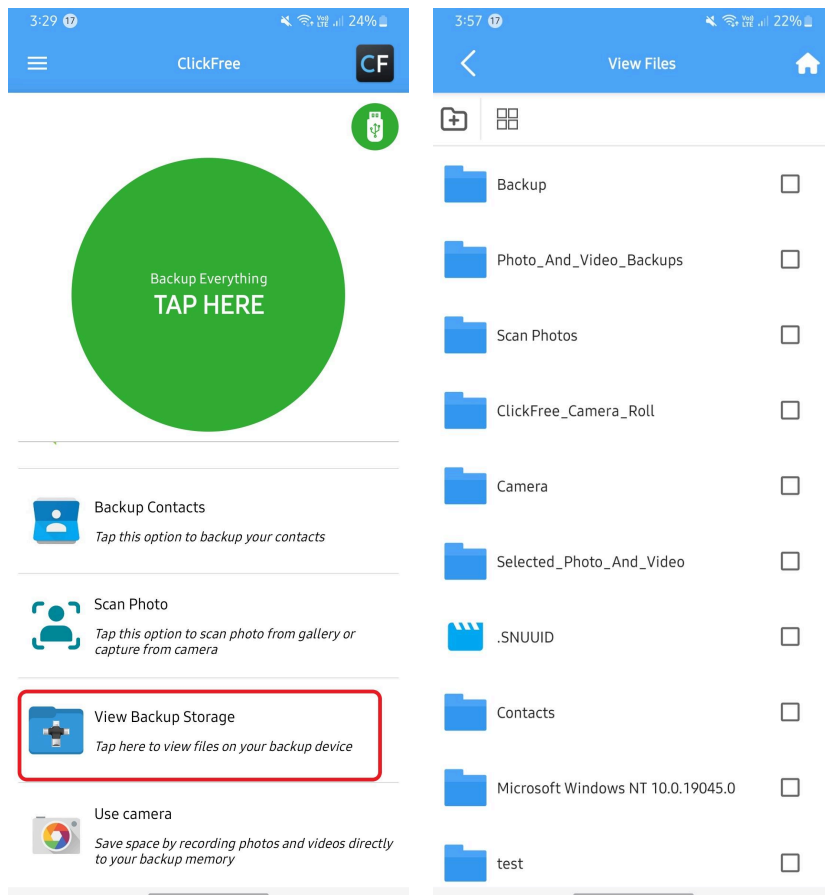 3:29 17
Vo)) LTE 24%
ClickFree
CF
Backup Everything
TAP HERE
Backup Contacts
Tap this option to backup your contacts
Scan Photo
Tap this option to scan photo from gallery or
capture from camera
View Backup Storage
Tap here to view files on your backup device
Use camera
Save space by recording photos and videos directly
to your backup memory
3:57 17
Vo)) LTE 22%
View Files
Backup
Photo_And_Video_Backups
Scan Photos
ClickFree_Camera_Roll
Camera
Selected_Photo_And_Video
.SNUUID
Contacts
Microsoft Windows NT 10.0.19045.0
test